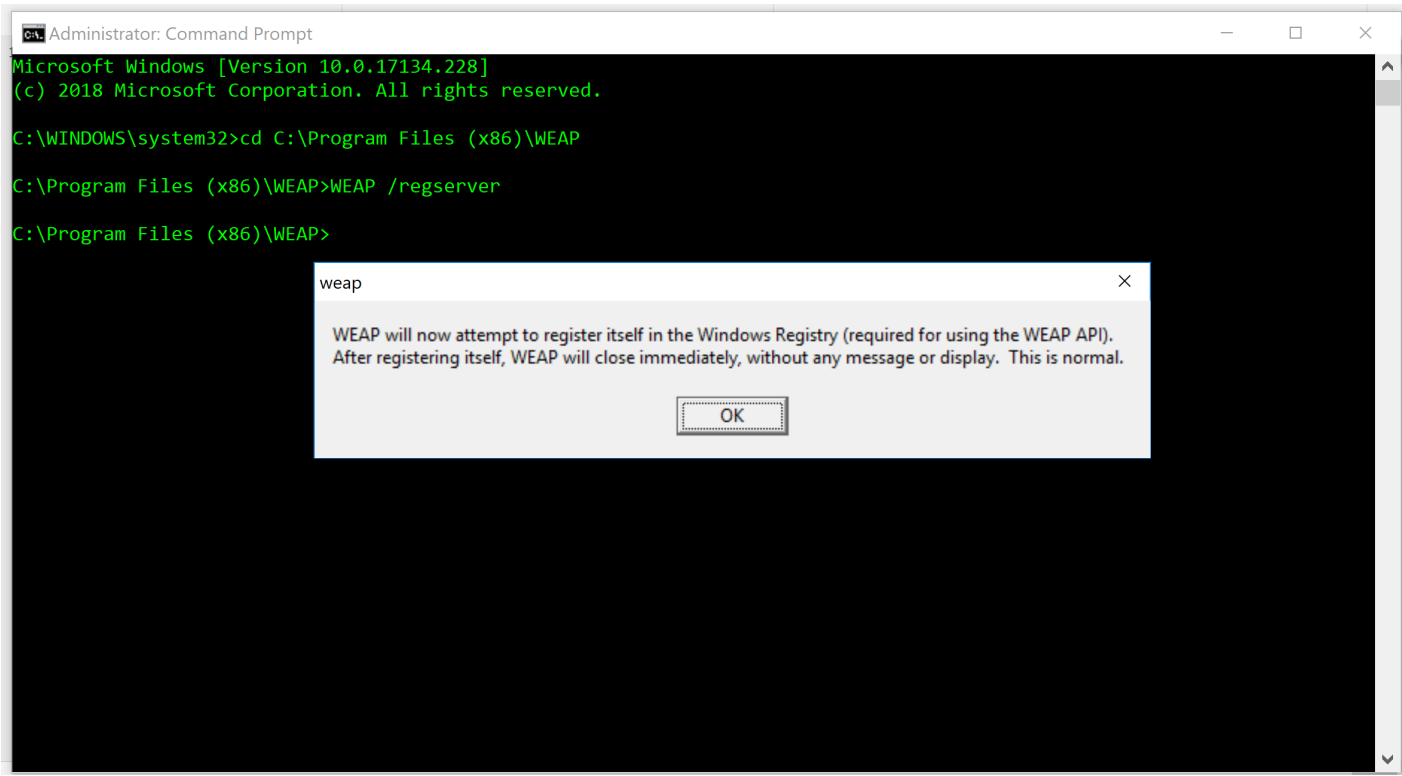 Administrator: Command Prompt
Microsoft Windows [Version 10.0.17134.228]
(c) 2018 Microsoft Corporation. All rights reserved.
C:\WINDOWS\system32>cd C:\Program Files (x86)\WEAP
C:\Program Files (x86)\WEAP>WEAP /regserver
C:\Program Files (x86)\WEAP>
weap
WEAP will now attempt to register itself in the Windows Registry (required for using the WEAP API).
After registering itself, WEAP will close immediately, without any message or display.  This is normal.
OK